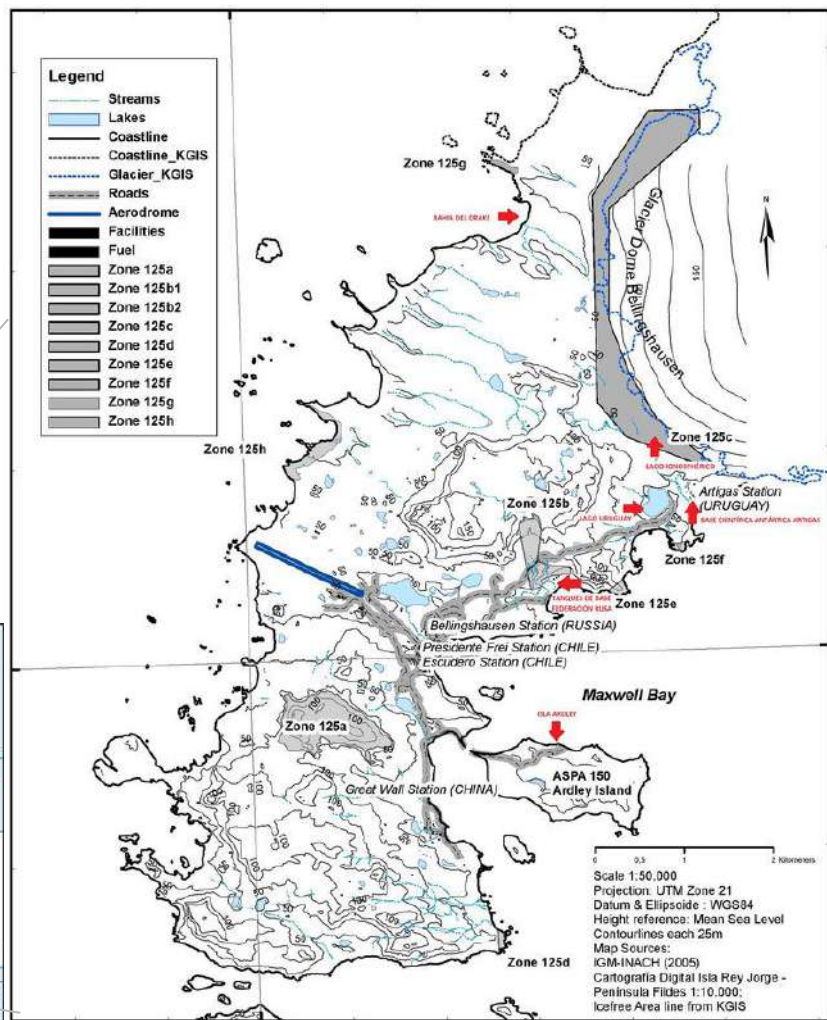 Legend
Streams
Lakes
Coastline
Coastline_KGIS
Glacier_KGIS
Roads
Aerodrome
Facilities
Fuel
Zone 125a
Zone 125b1
Zone 125b2
Zone 125c
Zone 125d
Zone 125e
Zone 125f
Zone 125g
Zone 125h
Zone 125g
BAHIA DEL DRAKE
N
50
Glacier Dome Bellingshausen
150
50
Zone 125h
Zone 125c
LAGO IONOSFÉRICO
Zone 125b
Artigas Station
(URUGUAY)
LAGO URUGUAY
BASE CIENTÍFICA ANTÁRTICA ARTIGAS
Zone 125f
TANQUES DE BASE
FEDERACIÓN RUSA
Zone 125e
Bellingshausen Station (RUSSIA)
Presidente Frei Station (CHILE)
Escudero Station (CHILE)
Maxwell Bay
ISLA ARDLEY
Zone 125a
ASPA 150
Ardley Island
Great Wall Station (CHINA)
Zone 125d
0 0,5 1 2 Kilometers
Scale 1:50,000
Projection: UTM Zone 21
Datum & Ellipsoide : WGS84
Height reference: Mean Sea Level
Contourlines each 25m
Map Sources:
IGM-INACH (2005)
Cartografía Digital Isla Rey Jorge -
Peninsula Fildes 1:10.000;
Icefree Area line from KGIS